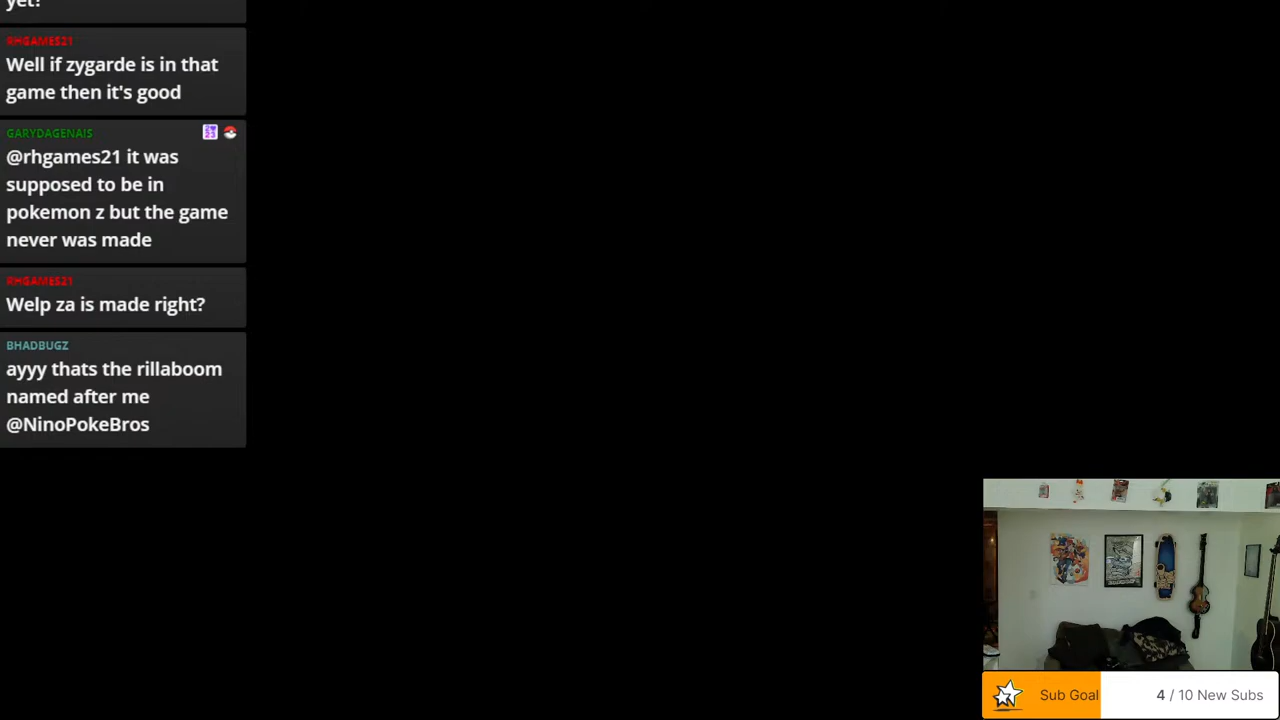 yet?
RHGAMES21
Well if zygarde is in that
game then it's good
GARYDAGENAIS
@rhgames21 it was
supposed to be in
pokemon z but the game
never was made
RHGAMES21
Welp za is made right?
BHADBUGZ
ayyy thats the rillaboom
named after me
@NinoPokeBros
Sub Goal
4 / 10 New Subs